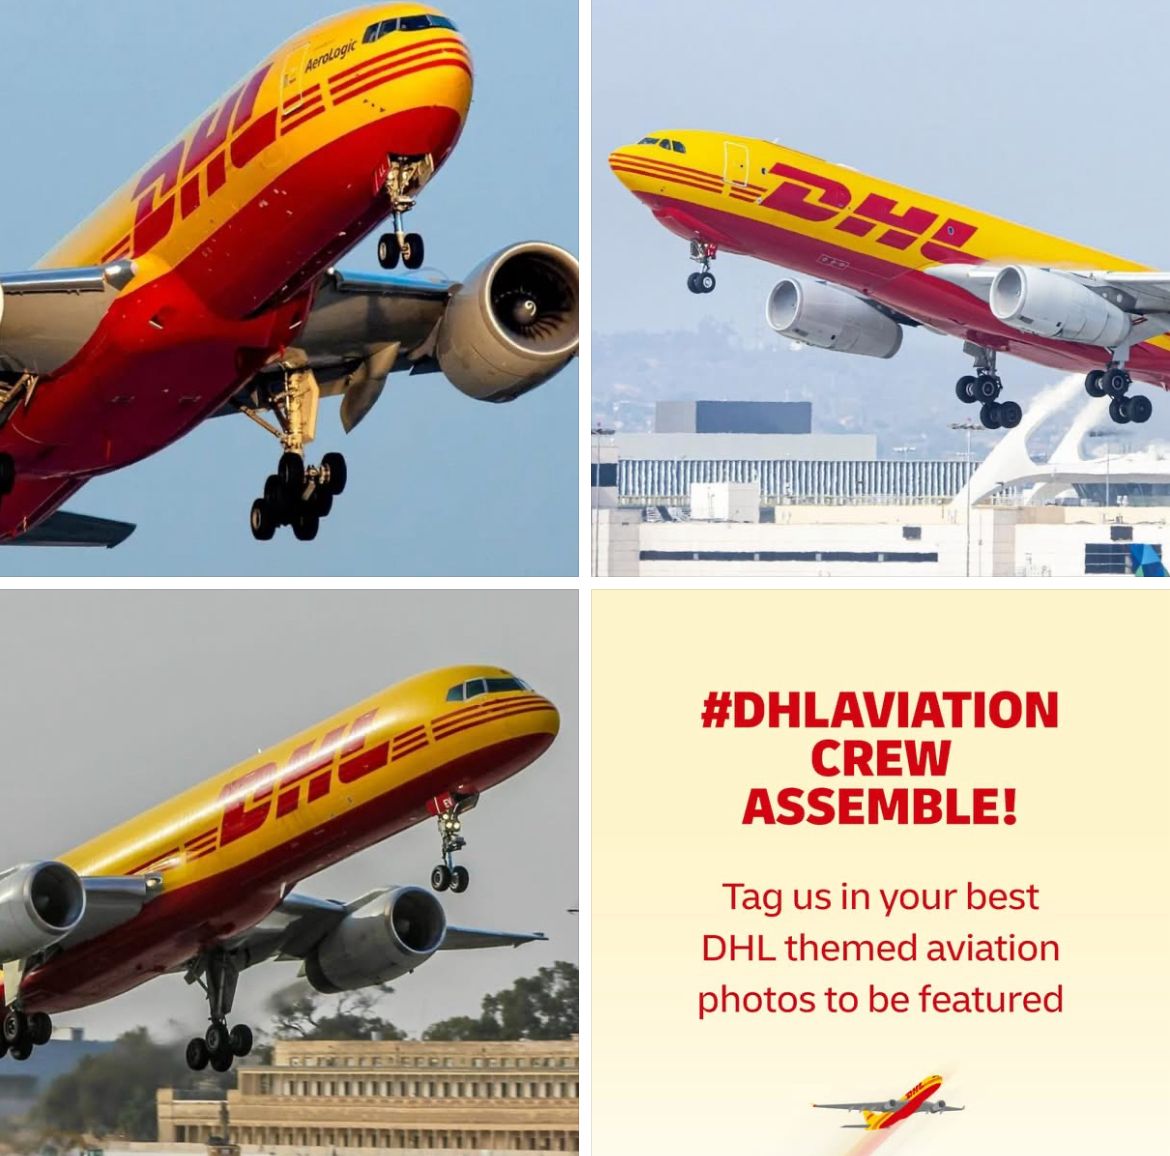 AeroLogic
DHL
DHL
DHL
#DHLAVIATION
CREW
ASSEMBLE!
Tag us in your best
DHL themed aviation
photos to be featured
DHL